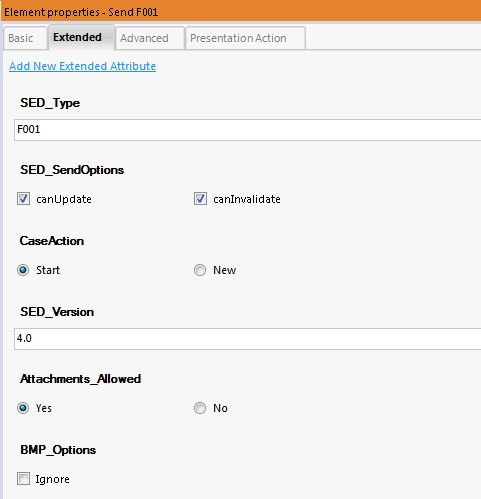 Element properties - Send F001
Basic Extended Advanced Presentation Action
Add New Extended Attribute
SED_Type
F001
SED_SendOptions
canUpdate canInvalidate
CaseAction
Start New
SED_Version
4.0
Attachments_Allowed
Yes No
BMP_Options
Ignore